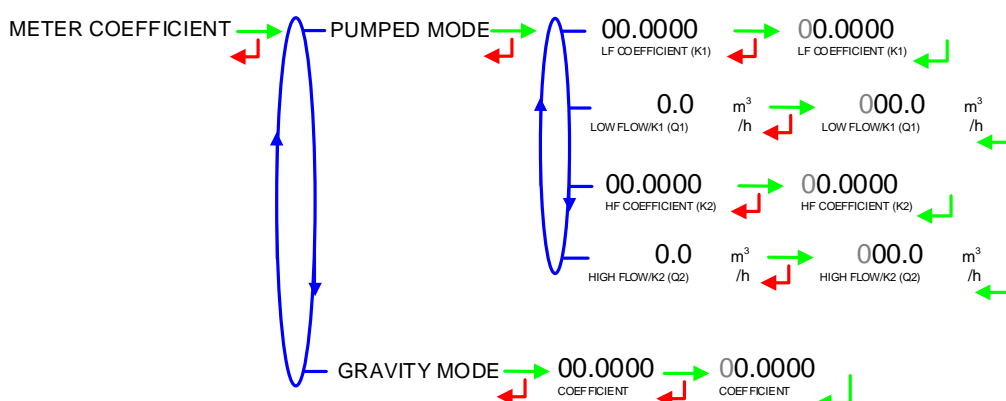 METER COEFFICIENT PUMPED MODE 00.0000 00.0000
LF COEFFICIENT (K1) LF COEFFICIENT (K1)
0.0 m³ 000.0 m³
LOW FLOW/K1 (Q1) /h LOW FLOW/K1 (Q1) /h
00.0000 00.0000
HF COEFFICIENT (K2) HF COEFFICIENT (K2)
0.0 m³ 000.0 m³
HIGH FLOW/K2 (Q2) /h HIGH FLOW/K2 (Q2) /h
GRAVITY MODE 00.0000 00.0000
COEFFICIENT COEFFICIENT